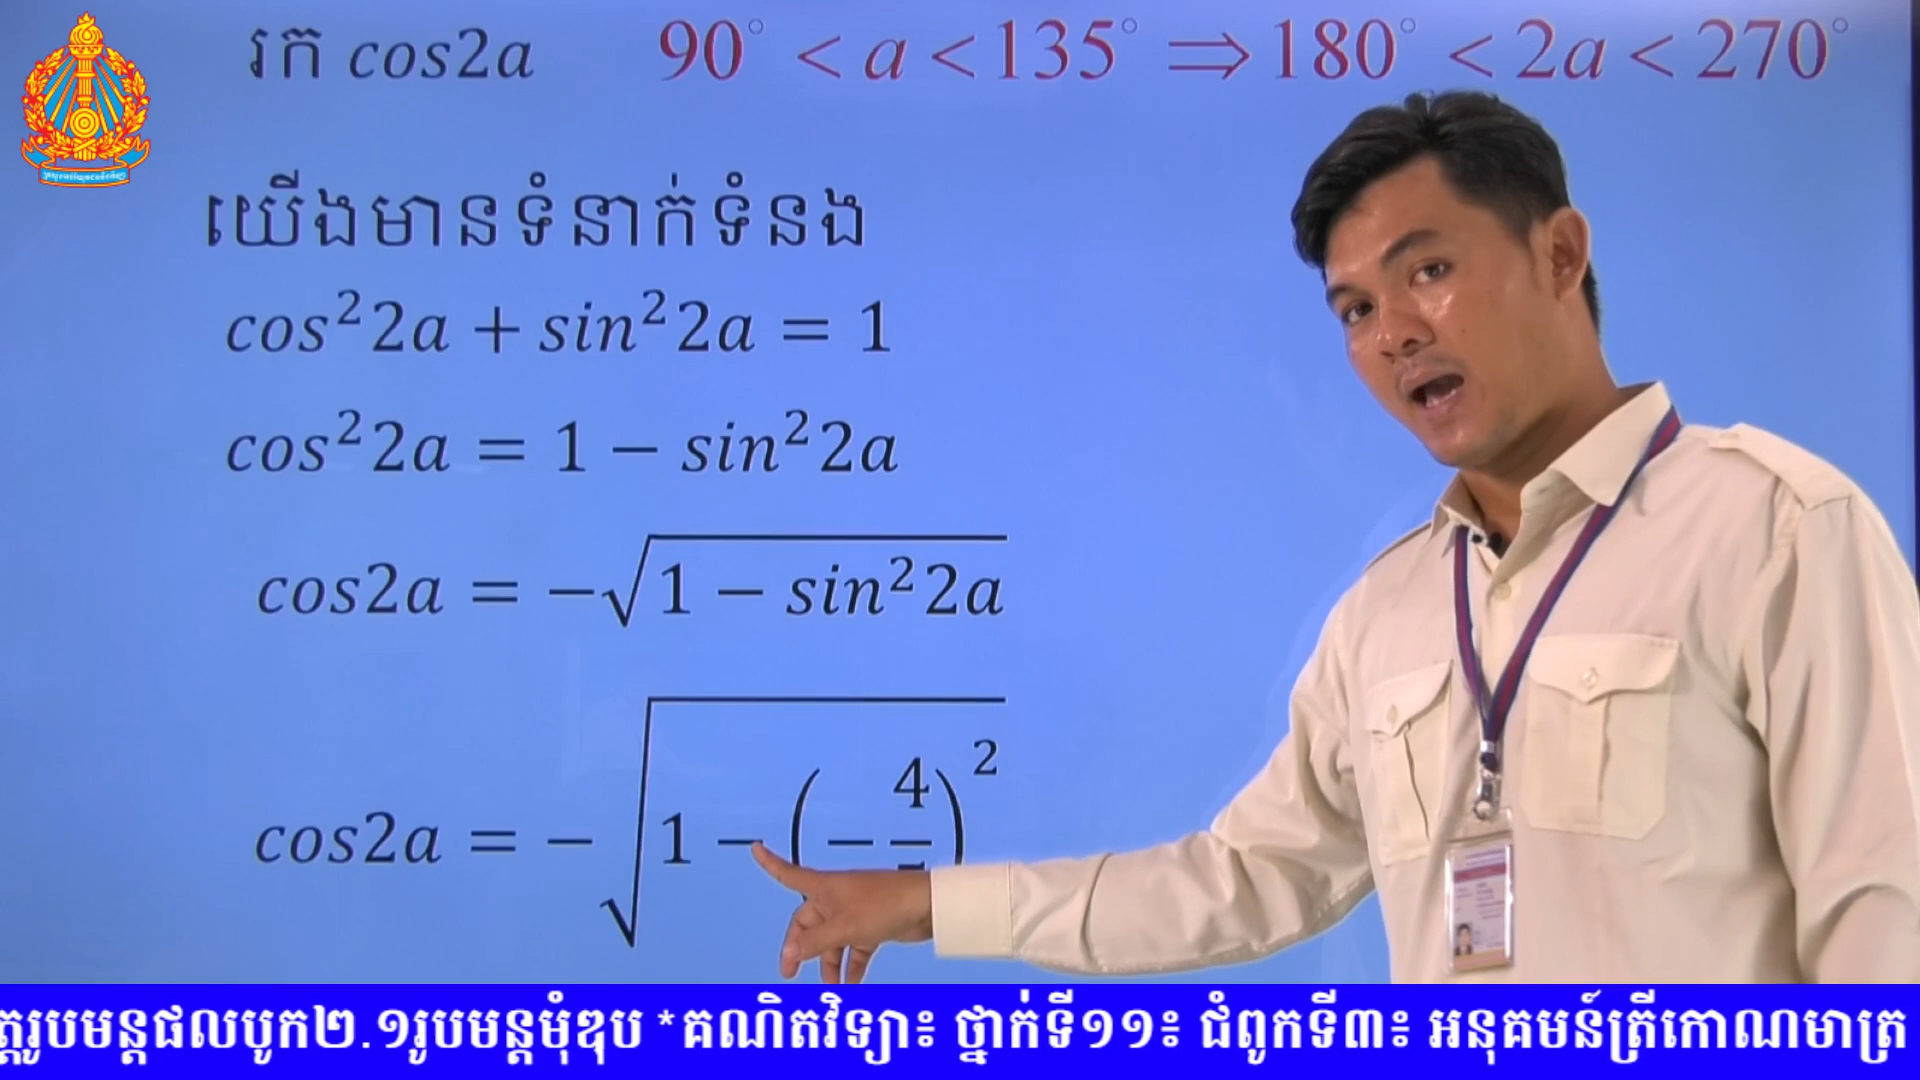 រក cos2a 90° < a < 135° ⇒ 180° < 2a < 270°
យើងមានទំនាក់ទំនង
cos²2a + sin²2a = 1
cos²2a = 1 − sin²2a
cos2a = −√(1 − sin²2a)
cos2a = −√(1 − (−4/)²)
រូបមន្តផលបូក២.១រូបមន្តមុំឌុប *គណិតវិទ្យា៖ ថ្នាក់ទី១១៖ ជំពូកទី៣៖ អនុគមន៍ត្រីកោណមាត្រ